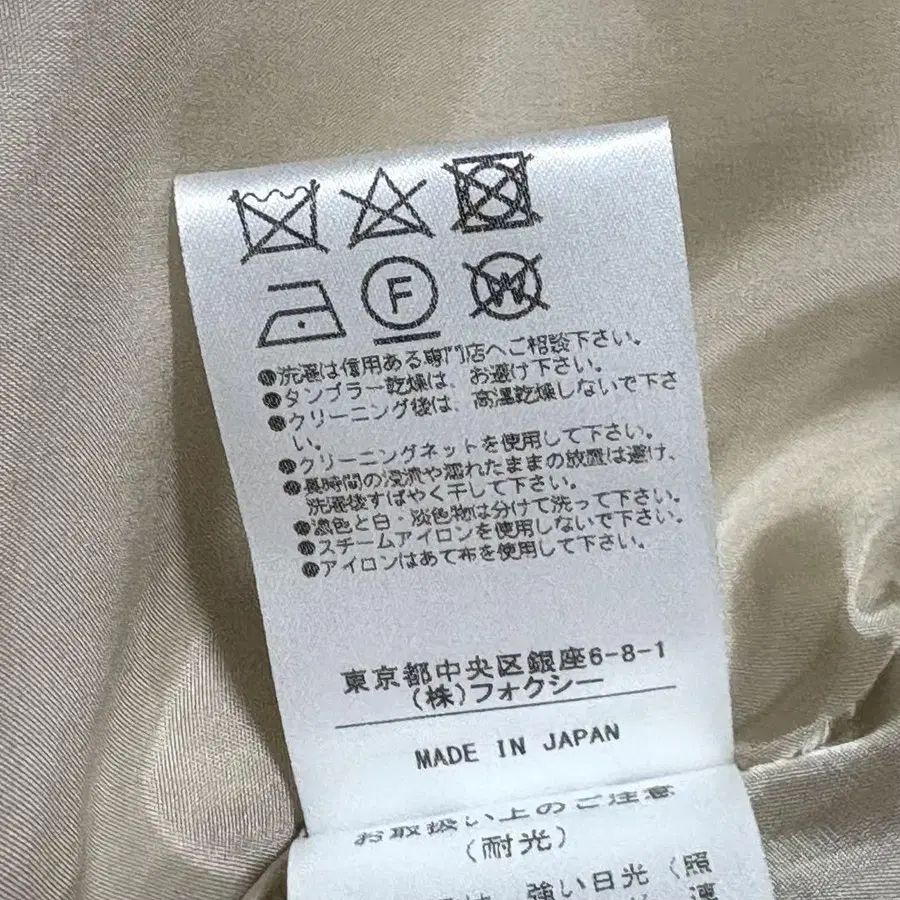 F
W
●洗濯は信用ある専門店へご相談下さい。
●タンブラー乾燥は、お避け下さい。
●クリーニング後は、高温乾燥しないで下さ
い。
●クリーニングネットを使用して下さい。
●長時間の浸漬や濡れたままの放置は避け、
洗濯後すばやく干して下さい。
●濃色と白・淡色物は分けて洗って下さい。
●スチームアイロンを使用しないで下さい。
●アイロンはあて布を使用して下さい。
東京都中央区銀座6-8-1
(株)フォクシー
MADE IN JAPAN
お取扱い上のご注意
(耐光)
強い日光(照